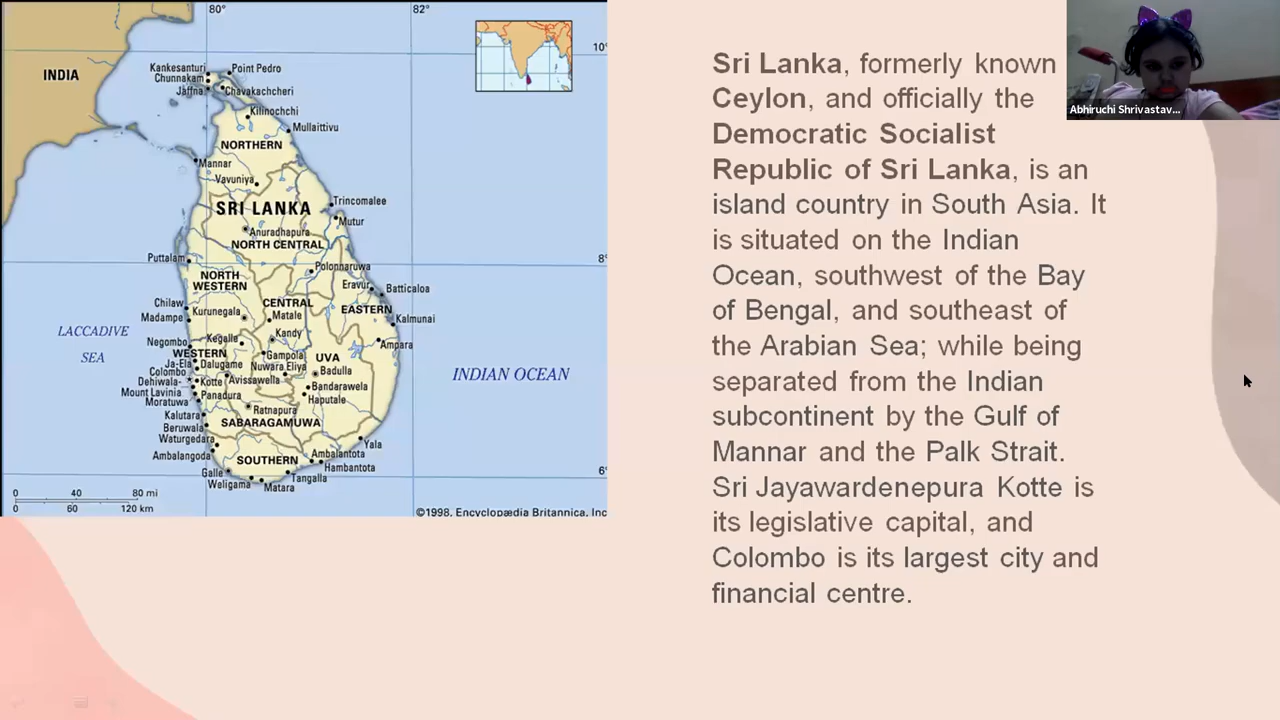 80°
82°
10°
INDIA
Kankesanturi
Point Pedro
Chunnakam
Jaffna
Chavakachcheri
Kilinochchi
Mullaittivu
NORTHERN
Mannar
Vavuniya
Trincomalee
SRI LANKA
Mutur
Anuradhapura
NORTH CENTRAL
Puttalam
8°
Polonnaruwa
NORTH
WESTERN
Eravur
Batticaloa
Chilaw
CENTRAL
EASTERN
Madampe
Kurunegala
Matale
Kalmunai
LACCADIVE
SEA
Negombo
Kegalle
Kandy
Ampara
WESTERN
Gampola
UVA
Ja-Ela
Dalugame
Nuwara Eliya
Badulla
INDIAN OCEAN
Colombo
Dehiwala-
Mount Lavinia
Kotte
Avissawella
Bandarawela
Moratuwa
Panadura
Haputale
Kalutara
Ratnapura
Beruwala
SABARAGAMUWA
Waturgedara
Yala
Ambalangoda
SOUTHERN
Ambalantota
Hambantota
6°
Galle
Tangalla
Weligama
Matara
0 40 80 mi
0 60 120 km
©1998, Encyclopædia Britannica, Inc
Sri Lanka, formerly known
Ceylon, and officially the
Democratic Socialist
Republic of Sri Lanka, is an
island country in South Asia. It
is situated on the Indian
Ocean, southwest of the Bay
of Bengal, and southeast of
the Arabian Sea; while being
separated from the Indian
subcontinent by the Gulf of
Mannar and the Palk Strait.
Sri Jayawardenepura Kotte is
its legislative capital, and
Colombo is its largest city and
financial centre.
Abhiruchi Shrivastav...